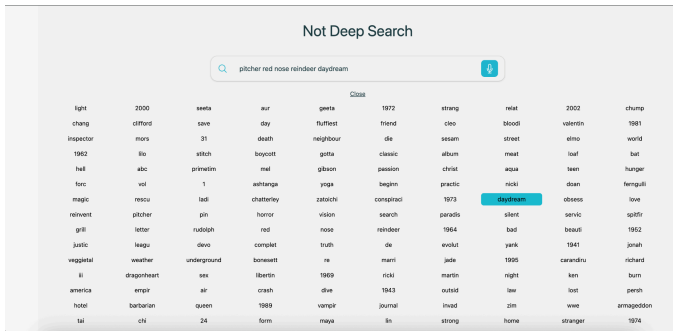 Not Deep Search
pitcher red nose reindeer daydream
Close
light 2000 seeta aur geeta 1972 strang relat 2002 chump
chang clifford save day fluffiest friend cleo bloodi valentin 1981
inspector mors 31 death neighbour die sesam street elmo world
1962 lilo stitch boycott gotta classic album meat loaf bat
hell abc primetim mel gibson passion christ aqua teen hunger
forc vol 1 ashtanga yoga beginn practic nicki doan ferngulli
magic rescu ladi chatterley zatoichi conspiraci 1973 daydream obsess love
reinvent pitcher pin horror vision search paradis silent servic spitfir
grill letter rudolph red nose reindeer 1964 bad beauti 1952
justic leagu devo complet truth de evolut yank 1941 jonah
veggietal weather underground bonesett re marri jade 1995 carandiru richard
iii dragonheart sex libertin 1969 ricki martin night ken burn
america empir air crash dive 1943 outsid law lost persh
hotel barbarian queen 1989 vampir journal invad zim wwe armageddon
tai chi 24 form maya lin strong home stranger 1974